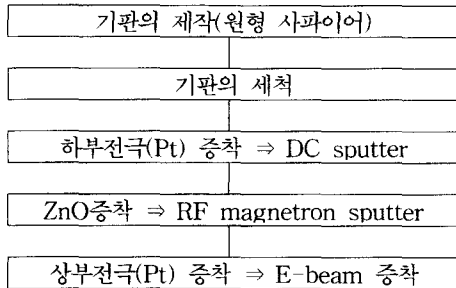 기판의 제작(원형 사파이어)
기판의 세척
하부전극(Pt) 증착 ⇒ DC sputter
ZnO증착 ⇒ RF magnetron sputter
상부전극(Pt) 증착 ⇒ E-beam 증착